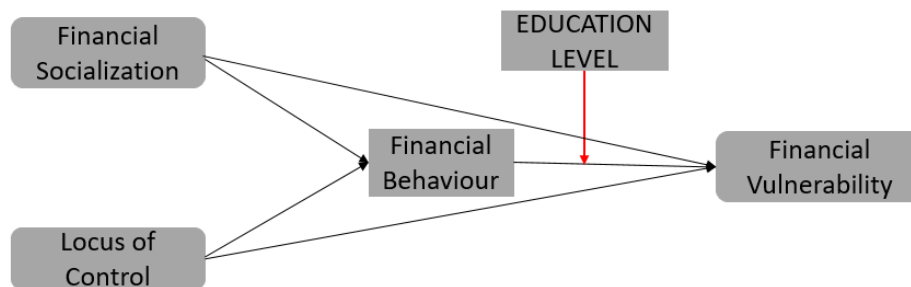 Financial
Socialization
EDUCATION
LEVEL
Financial
Behaviour
Financial
Vulnerability
Locus of
Control